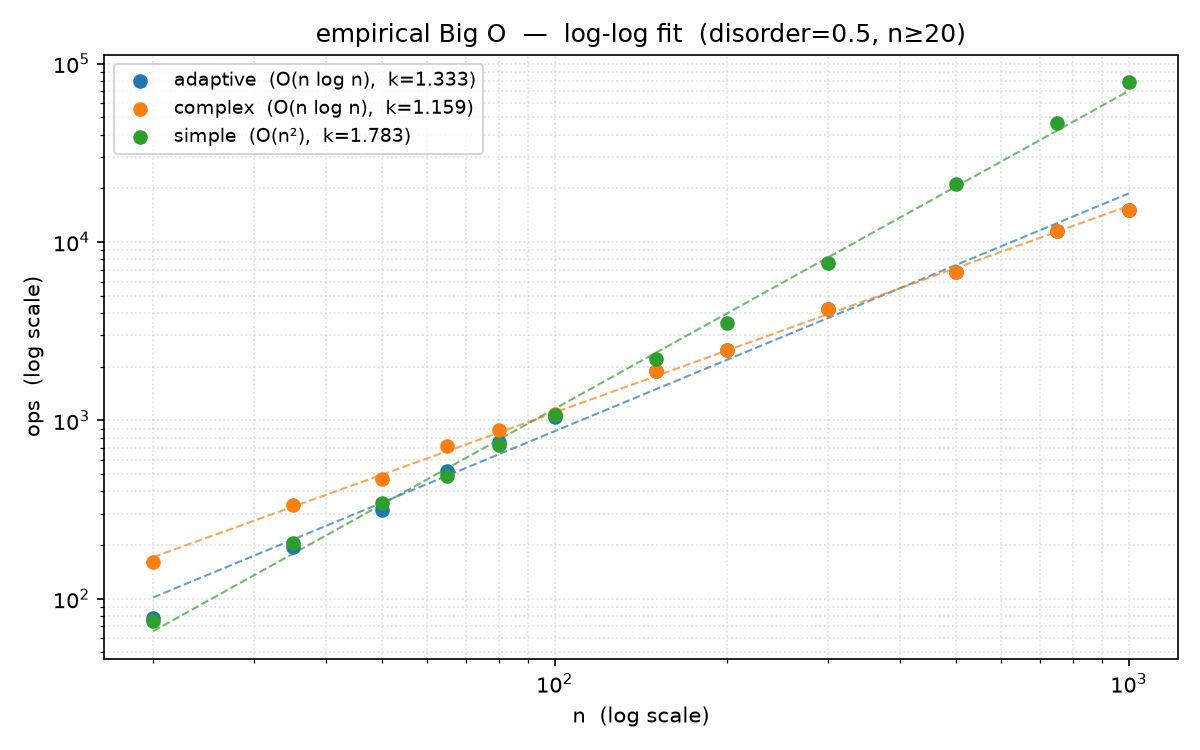 empirical Big O  —  log-log fit  (disorder=0.5, n≥20)
adaptive  (O(n log n),  k=1.333)
complex  (O(n log n),  k=1.159)
simple  (O(n²),  k=1.783)
10⁵
10⁴
10³
10²
ops  (log scale)
10²
10³
n  (log scale)